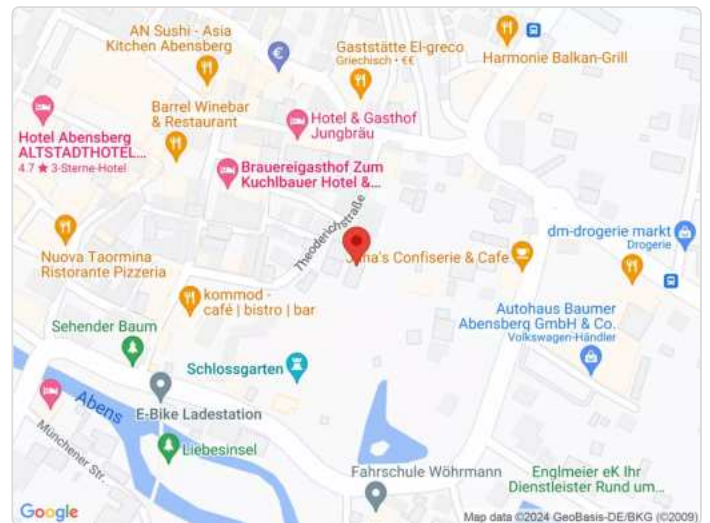 AN Sushi - Asia
Kitchen Abensberg
€
Gaststätte El-greco
Griechisch • €€
Harmonie Balkan-Grill
Barrel Winebar
& Restaurant
Hotel & Gasthof
Jungbräu
Hotel Abensberg
ALTSTADTHOTEL...
4.7 ★ 3-Sterne-Hotel
Brauereigasthof Zum
Kuchlbauer Hotel &...
Theoderichstraße
dm-drogerie markt
Drogerie
Nuova Taormina
Ristorante Pizzeria
's Confiserie & Cafe
kommod -
café | bistro | bar
Autohaus Baumer
Abensberg GmbH & Co.
Volkswagen-Händler
Sehender Baum
Schlossgarten
Abens
E-Bike Ladestation
Münchener Str.
Liebesinsel
Fahrschule Wöhrmann
Englmeier eK Ihr
Dienstleister Rund um...
Google
Map data ©2024 GeoBasis-DE/BKG (©2009)